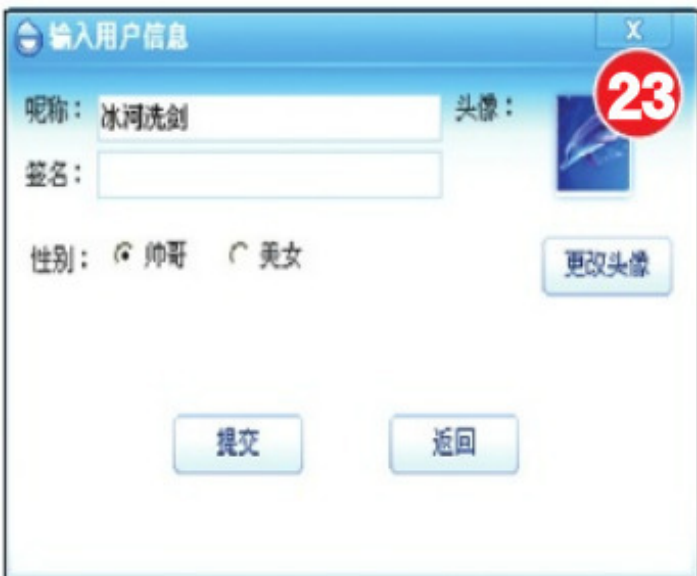 输入用户信息 X
23
昵称： 冰河洗剑 头像：
签名：
性别： 帅哥 美女 更改头像
提交 返回